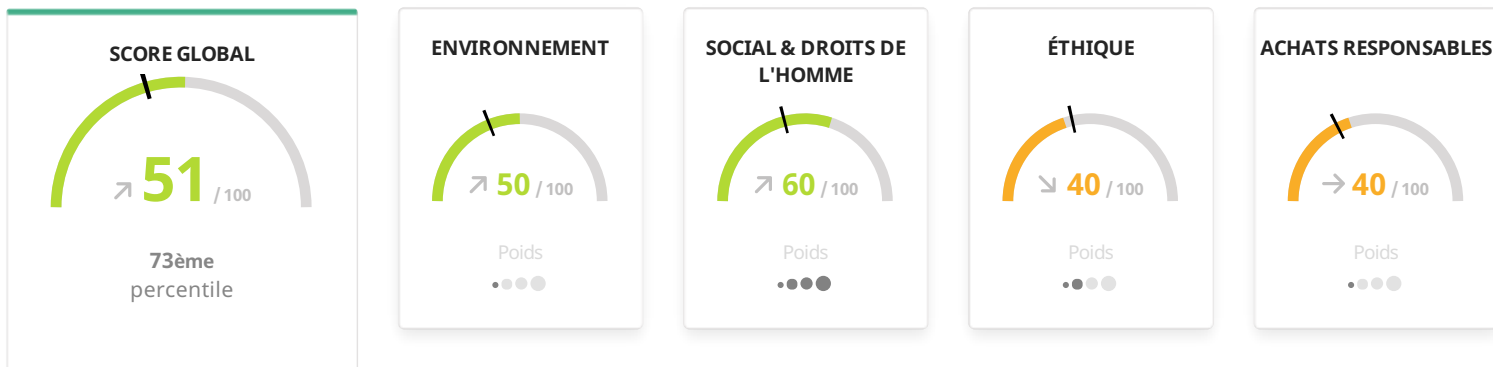 SCORE GLOBAL
51 / 100
73ème
percentile
ENVIRONNEMENT
50 / 100
Poids
SOCIAL & DROITS DE
L'HOMME
60 / 100
Poids
ÉTHIQUE
40 / 100
Poids
ACHATS RESPONSABLES
40 / 100
Poids